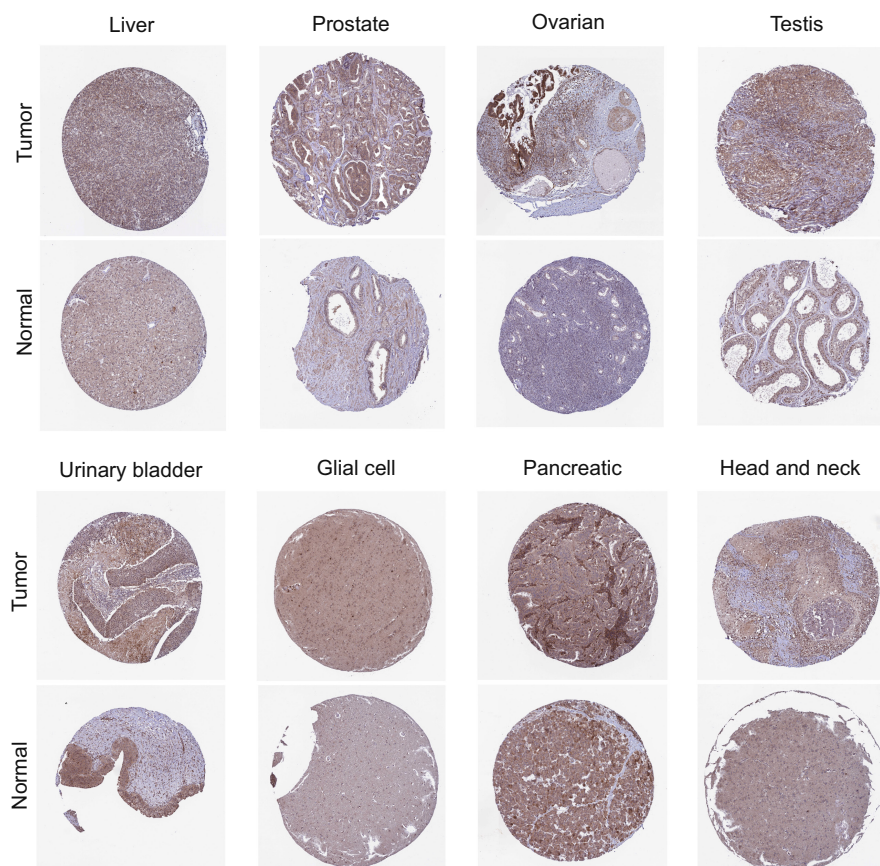 Liver Prostate Ovarian Testis
Tumor
Normal
Urinary bladder Glial cell Pancreatic Head and neck
Tumor
Normal